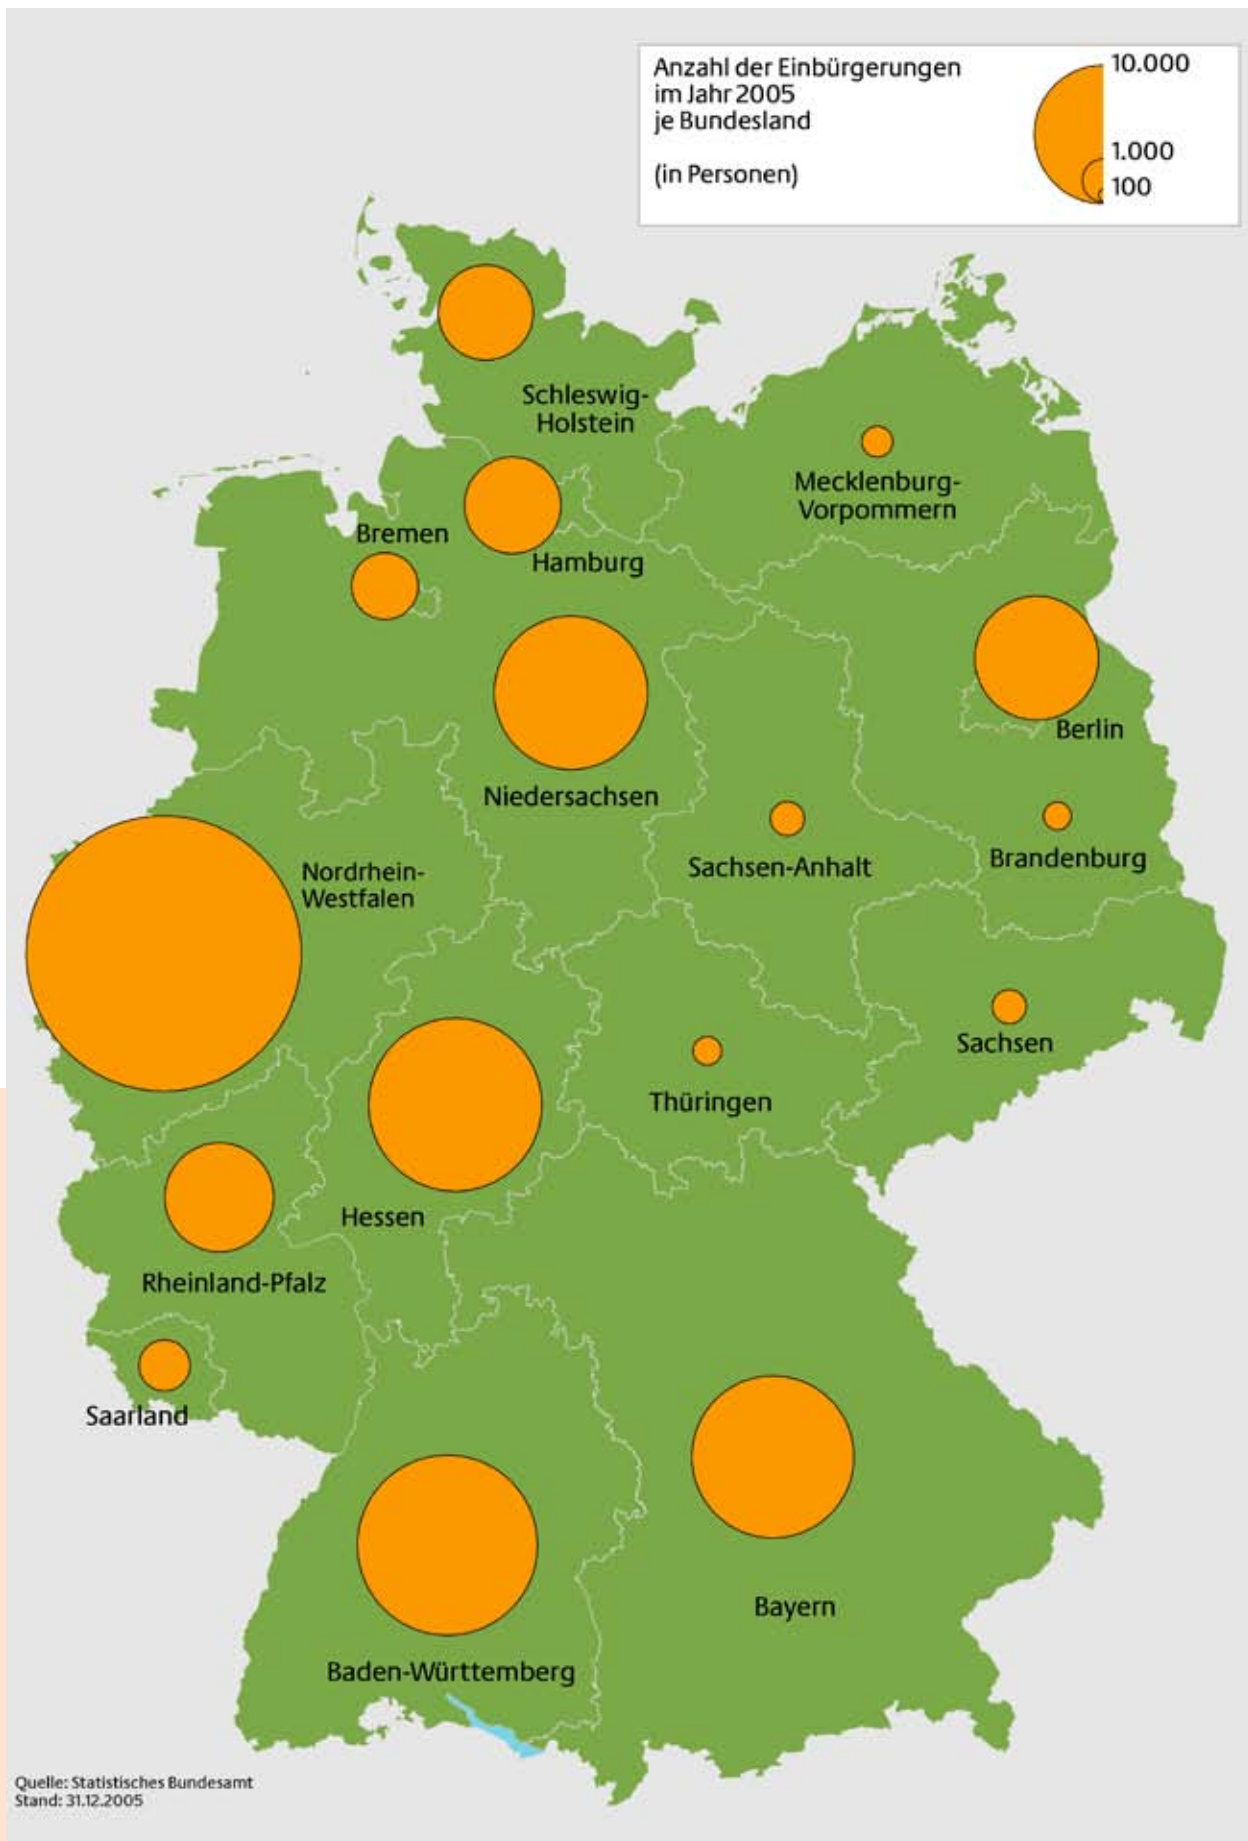 Anzahl der Einbürgerungen
im Jahr 2005
je Bundesland
(in Personen)
10.000
1.000
100
Schleswig-
Holstein
Mecklenburg-
Vorpommern
Bremen
Hamburg
Berlin
Niedersachsen
Sachsen-Anhalt
Brandenburg
Nordrhein-
Westfalen
Sachsen
Thüringen
Hessen
Rheinland-Pfalz
Saarland
Bayern
Baden-Württemberg
Quelle: Statistisches Bundesamt
Stand: 31.12.2005